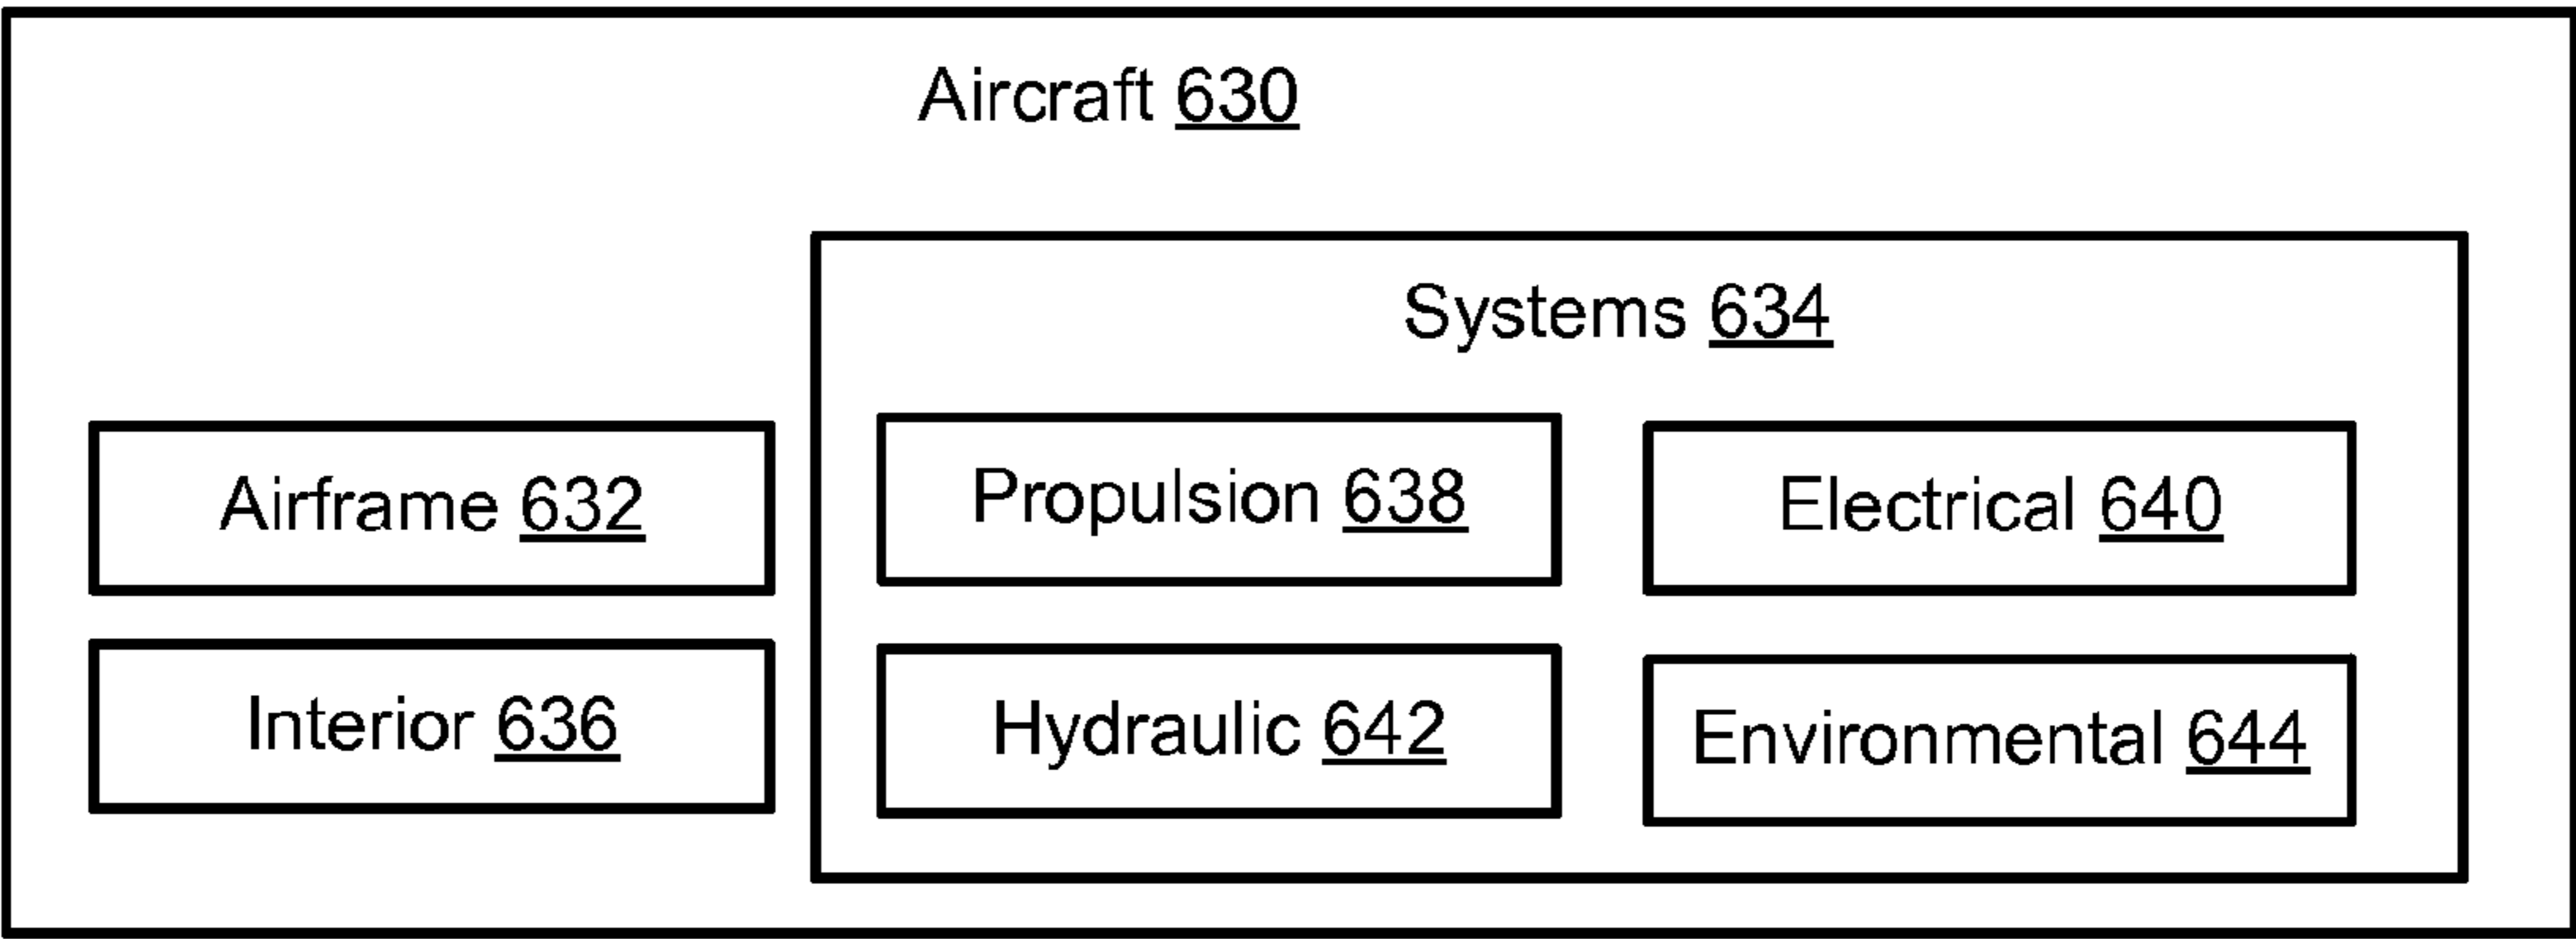 Aircraft 630
Systems 634
Airframe 632
Propulsion 638
Electrical 640
Interior 636
Hydraulic 642
Environmental 644